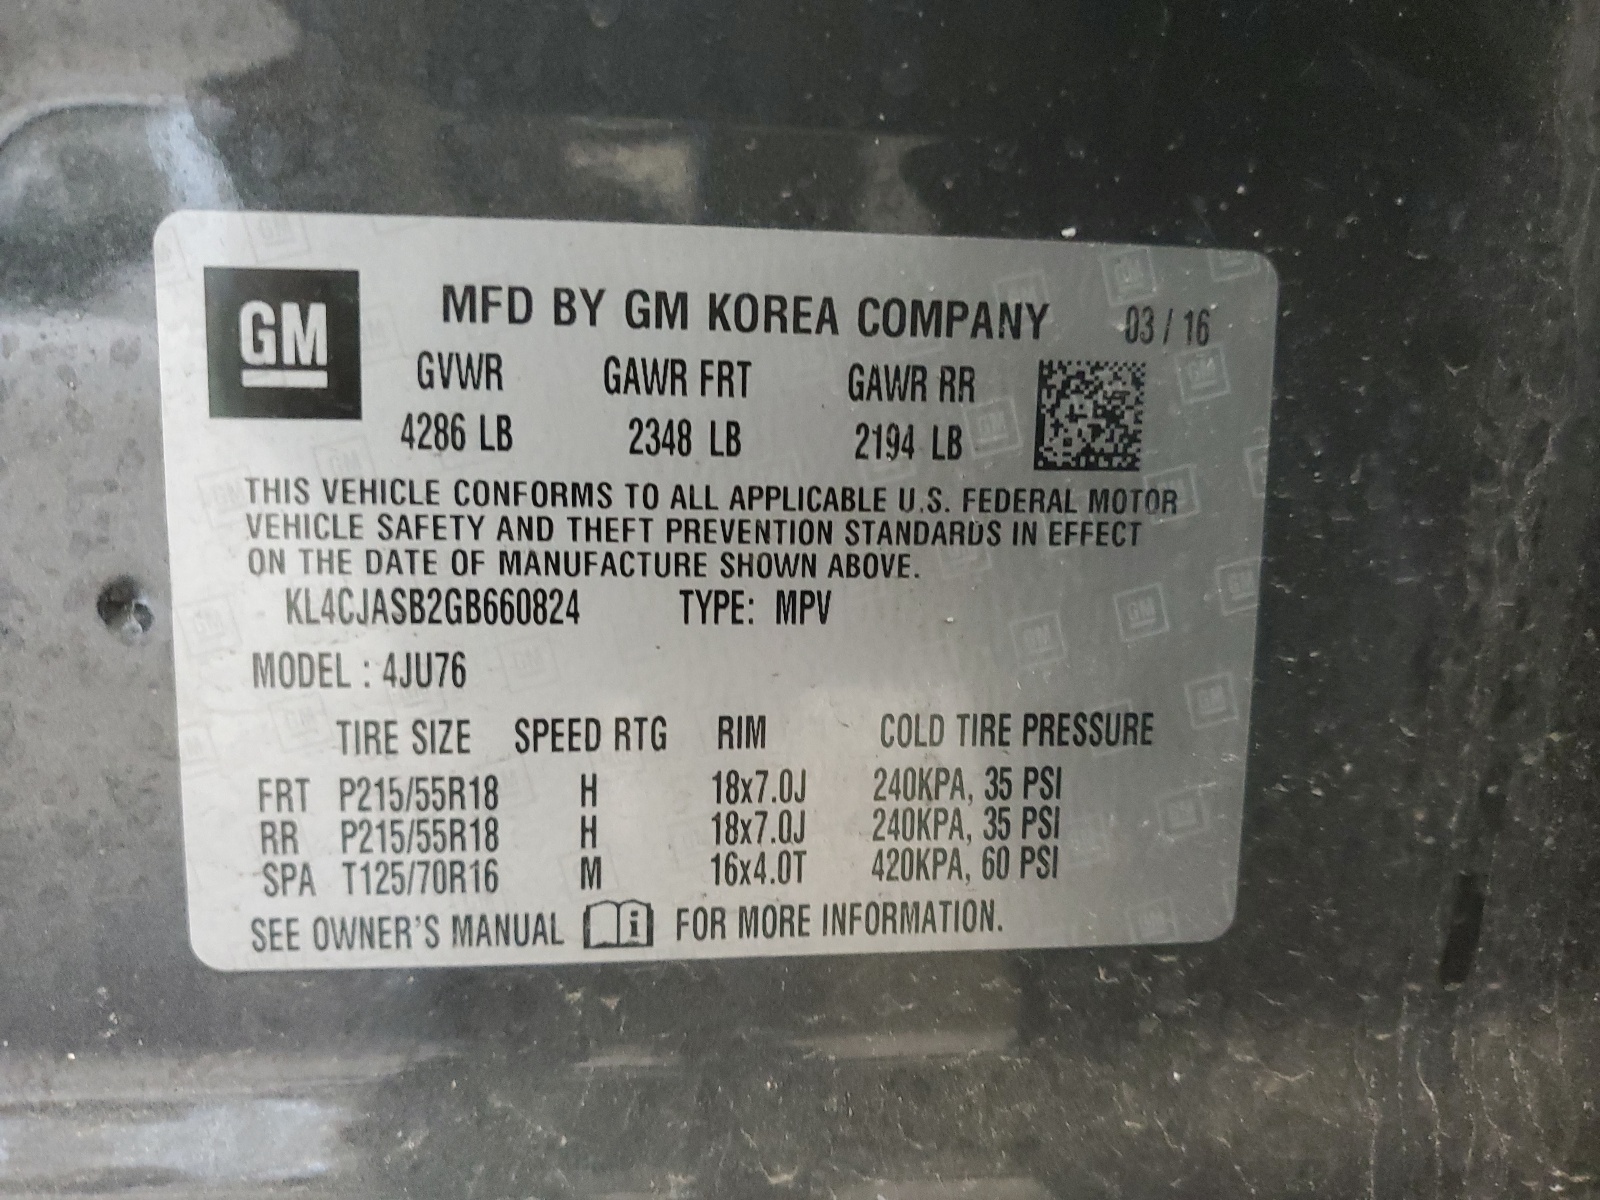 GM
MFD BY GM KOREA COMPANY 03 / 16
GVWR GAWR FRT GAWR RR
4286 LB 2348 LB 2194 LB
THIS VEHICLE CONFORMS TO ALL APPLICABLE U.S. FEDERAL MOTOR
VEHICLE SAFETY AND THEFT PREVENTION STANDARDS IN EFFECT
ON THE DATE OF MANUFACTURE SHOWN ABOVE.
KL4CJASB2GB660824 TYPE: MPV
MODEL : 4JU76
TIRE SIZE SPEED RTG RIM COLD TIRE PRESSURE
FRT P215/55R18 H 18x7.0J 240KPA, 35 PSI
RR P215/55R18 H 18x7.0J 240KPA, 35 PSI
SPA T125/70R16 M 16x4.0T 420KPA, 60 PSI
SEE OWNER'S MANUAL i FOR MORE INFORMATION.